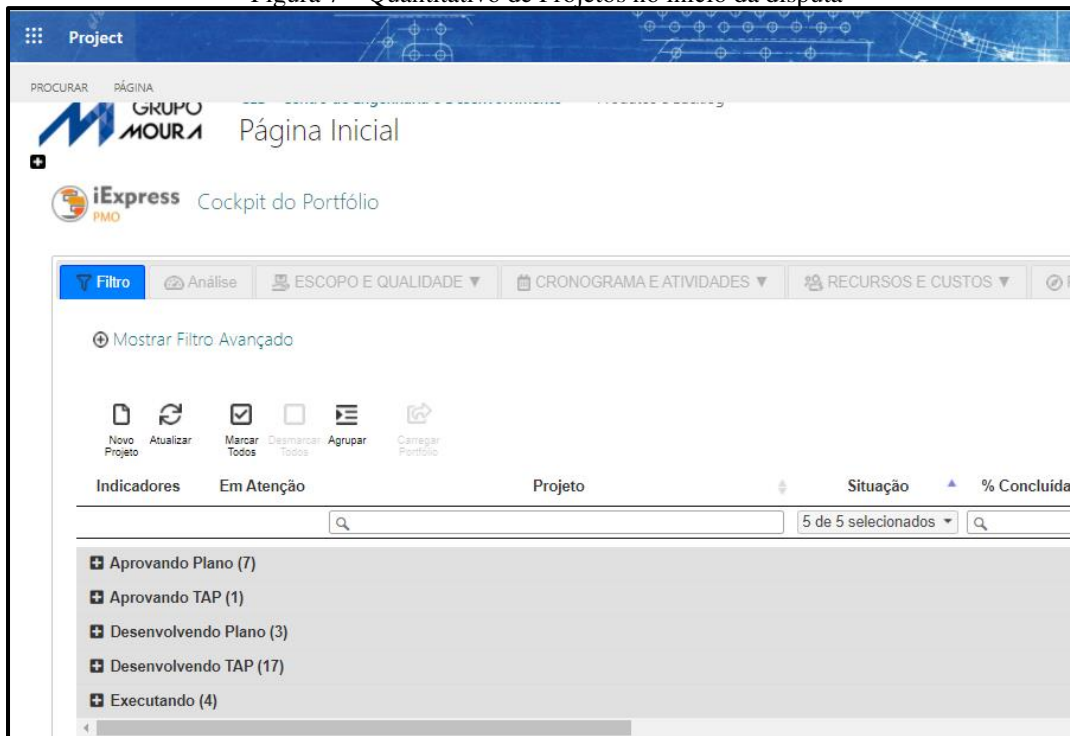 Figura 7 – Quantitativo de Projetos no início da disputa
Project
PROCURAR PÁGINA
GRUPO
MOURA
Página Inicial
iExpress
PMO
Cockpit do Portfólio
Filtro Análise ESCOPO E QUALIDADE ▼ CRONOGRAMA E ATIVIDADES ▼ RECURSOS E CUSTOS ▼
Mostrar Filtro Avançado
Novo Projeto Atualizar Marcar Todos Desmarcar Todos Agrupar Carregar Portfólio
Indicadores Em Atenção Projeto Situação % Concluída
5 de 5 selecionados
Aprovando Plano (7)
Aprovando TAP (1)
Desenvolvendo Plano (3)
Desenvolvendo TAP (17)
Executando (4)